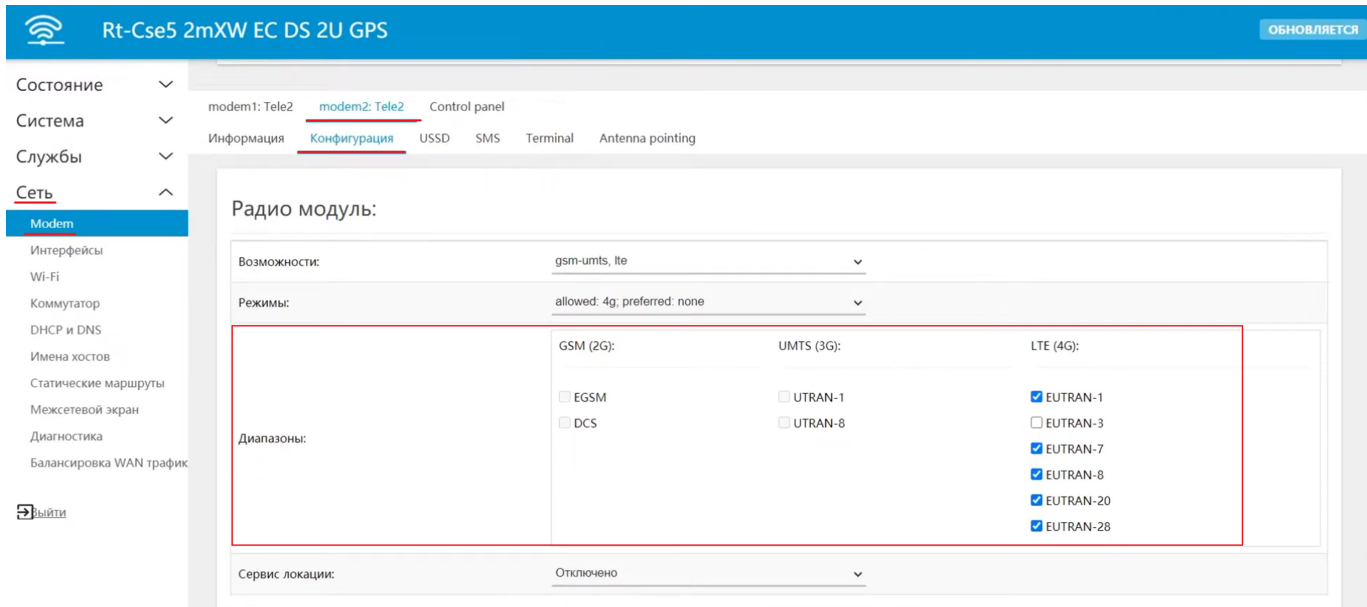 Rt-Cse5 2mXW EC DS 2U GPS
ОБНОВЛЯЕТСЯ
Состояние
Система
Службы
Сеть
Modem
Интерфейсы
Wi-Fi
Коммутатор
DHCP и DNS
Имена хостов
Статические маршруты
Межсетевой экран
Диагностика
Балансировка WAN трафик
Выйти
modem1: Tele2 modem2: Tele2 Control panel
Информация Конфигурация USSD SMS Terminal Antenna pointing
Радио модуль:
Возможности: gsm-umts, lte
Режимы: allowed: 4g; preferred: none
Диапазоны:
GSM (2G): UMTS (3G): LTE (4G):
EGSM UTRAN-1 EUTRAN-1
DCS UTRAN-8 EUTRAN-3
EUTRAN-7
EUTRAN-8
EUTRAN-20
EUTRAN-28
Сервис локации: Отключено